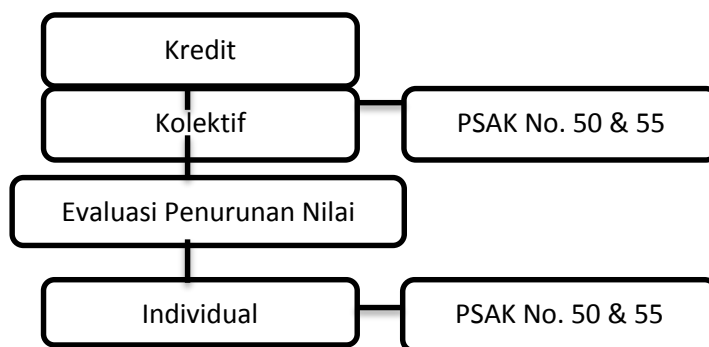 Kredit
Kolektif
PSAK No. 50 & 55
Evaluasi Penurunan Nilai
Individual
PSAK No. 50 & 55